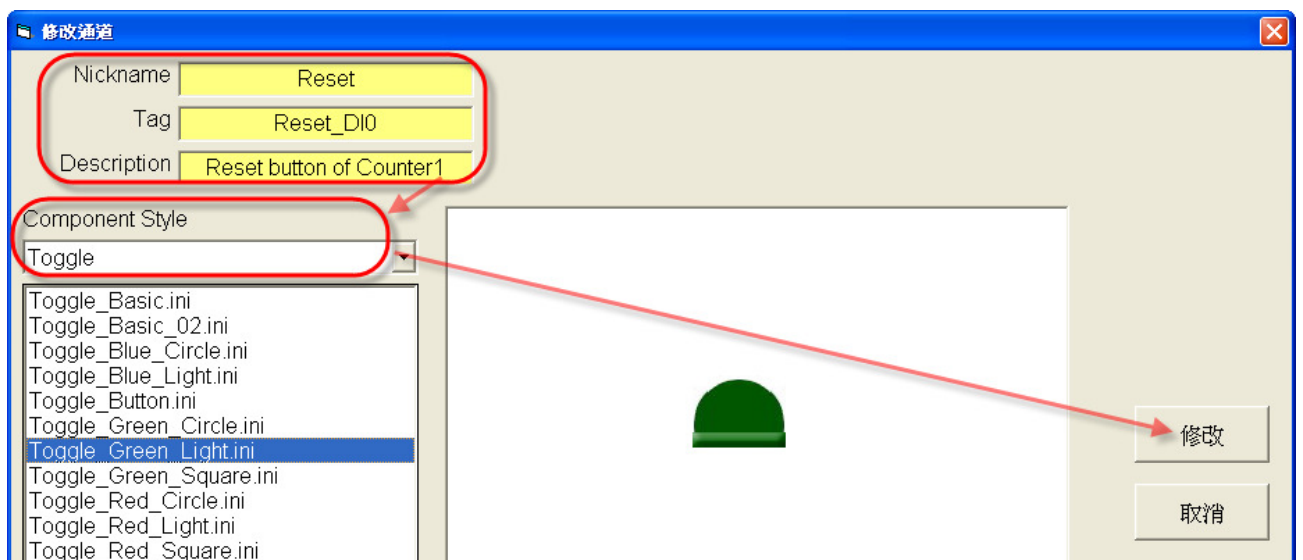 修改通道
Nickname Reset
Tag Reset_DI0
Description Reset button of Counter1
Component Style
Toggle
Toggle_Basic.ini
Toggle_Basic_02.ini
Toggle_Blue_Circle.ini
Toggle_Blue_Light.ini
Toggle_Button.ini
Toggle_Green_Circle.ini
Toggle_Green_Light.ini
Toggle_Green_Square.ini
Toggle_Red_Circle.ini
Toggle_Red_Light.ini
Toggle_Red_Square.ini
修改
取消